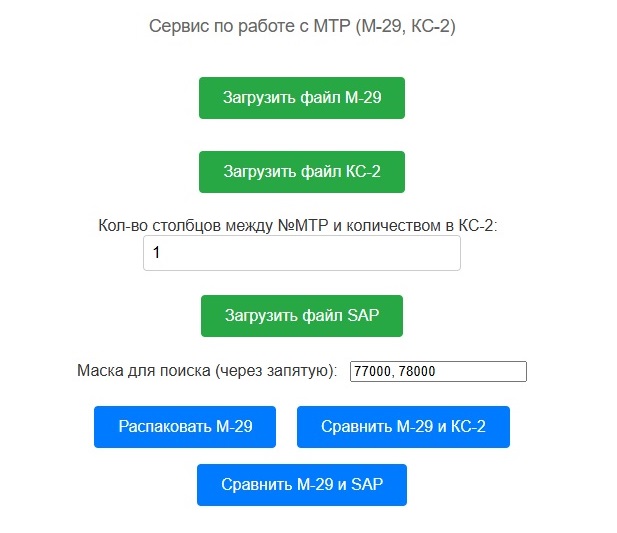 Сервис по работе с МТР (М-29, КС-2)
Загрузить файл М-29
Загрузить файл КС-2
Кол-во столбцов между №МТР и количеством в КС-2:
1
Загрузить файл SAP
Маска для поиска (через запятую): 77000, 78000
Распаковать М-29 Сравнить М-29 и КС-2
Сравнить М-29 и SAP